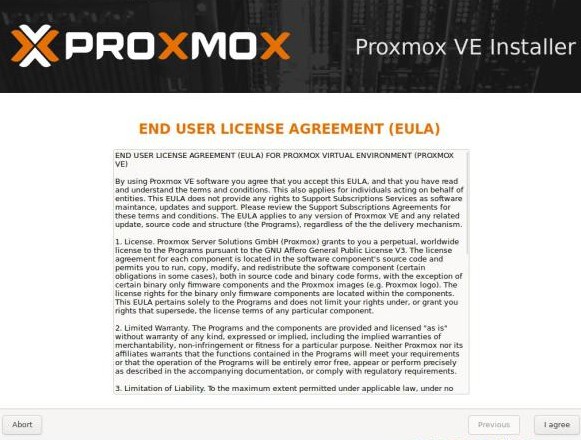 PROXMOX
Proxmox VE Installer
END USER LICENSE AGREEMENT (EULA)
END USER LICENSE AGREEMENT (EULA) FOR PROXMOX VIRTUAL ENVIRONMENT (PROXMOX
VE)
By using Proxmox VE software you agree that you accept this EULA, and that you have read
and understand the terms and conditions. This also applies for individuals acting on behalf of
entities. This EULA does not provide any rights to Support Subscriptions Services as software
maintance, updates and support. Please review the Support Subscriptions Agreements for
these terms and conditions. The EULA applies to any version of Proxmox VE and any related
update, source code and structure (the Programs), regardless of the the delivery mechanism.
1. License. Proxmox Server Solutions GmbH (Proxmox) grants to you a perpetual, worldwide
license to the Programs pursuant to the GNU Affero General Public License V3. The license
agreement for each component is located in the software component's source code and
permits you to run, copy, modify, and redistribute the software component (certain
obligations in some cases), both in source code and binary code forms, with the exception of
certain binary only firmware components and the Proxmox images (e.g. Proxmox logo). The
license rights for the binary only firmware components are located within the components.
This EULA pertains solely to the Programs and does not limit your rights under, or grant you
rights that supersede, the license terms of any particular component.
2. Limited Warranty. The Programs and the components are provided and licensed "as is"
without warranty of any kind, expressed or implied, including the implied warranties of
merchantability, non-infringement or fitness for a particular purpose. Neither Proxmox nor its
affiliates warrants that the functions contained in the Programs will meet your requirements
or that the operation of the Programs will be entirely error free, appear or perform precisely
as described in the accompanying documentation, or comply with regulatory requirements.
3. Limitation of Liability. To the maximum extent permitted under applicable law, under no
Abort
Previous
I agree